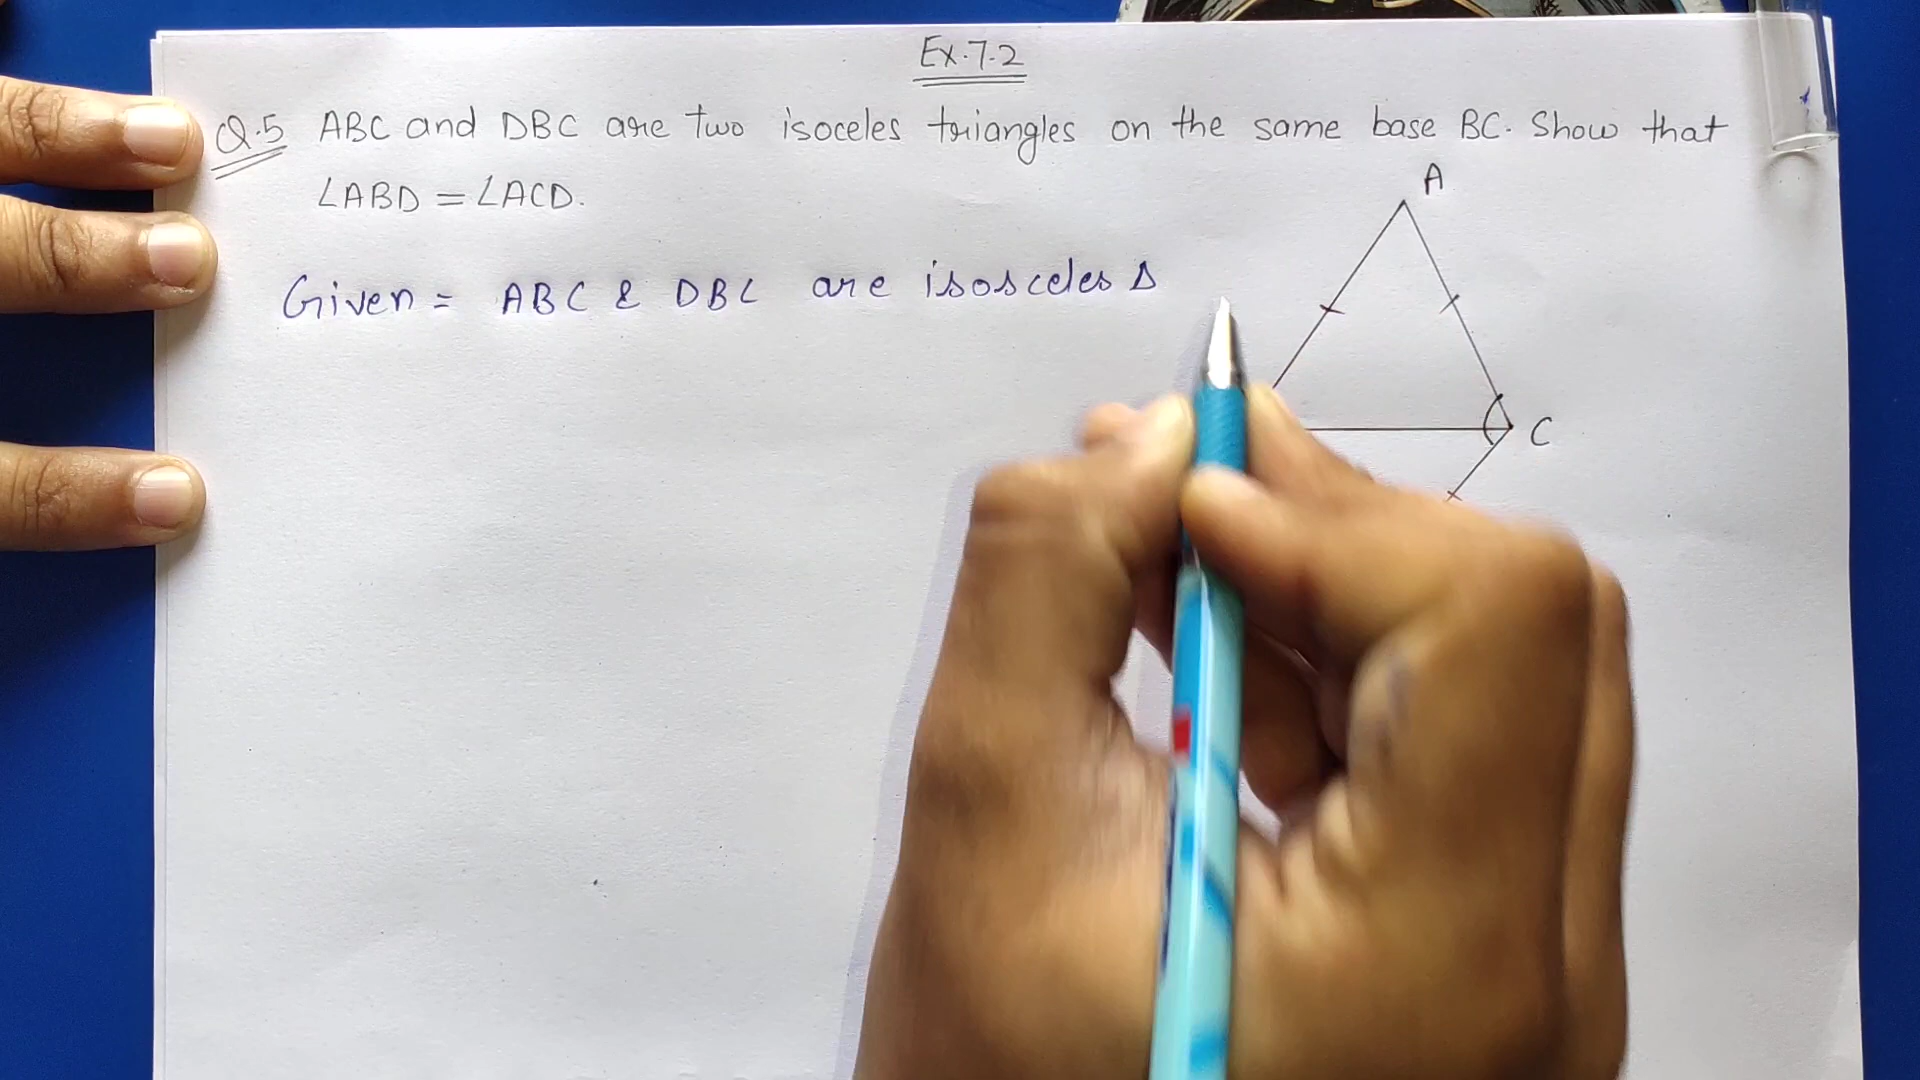 Ex.7.2
Q.5 ABC and DBC are two isoceles triangles on the same base BC. Show that
∠ABD = ∠ACD.
A
Given = ABC & DBC are isosceles Δ
C